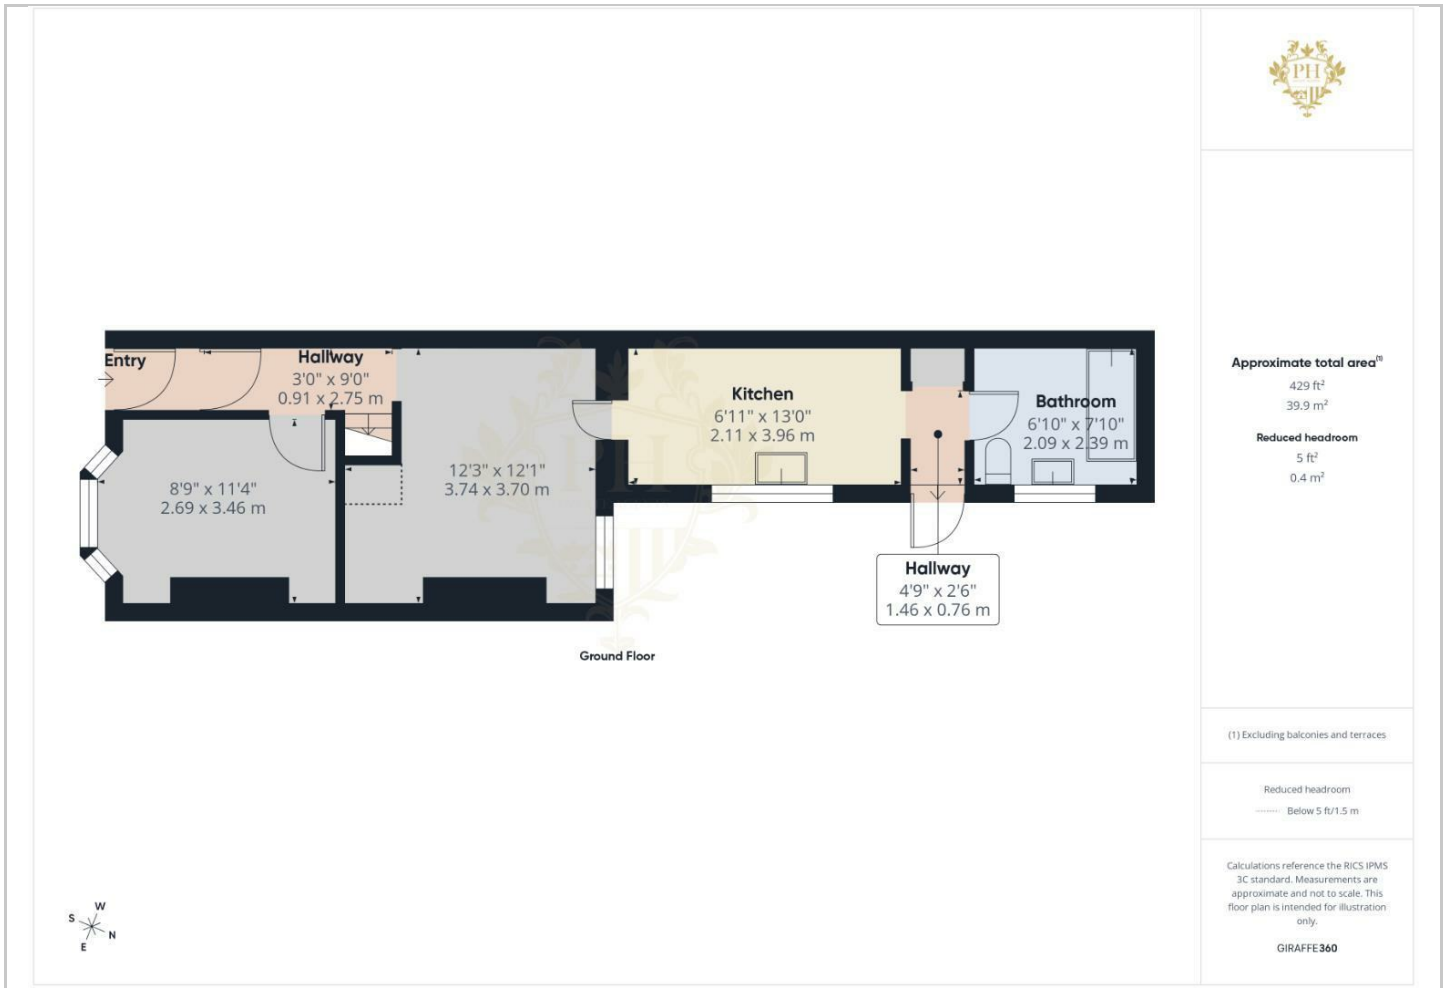 Entry
Hallway
3'0" x 9'0"
0.91 x 2.75 m
8'9" x 11'4"
2.69 x 3.46 m
12'3" x 12'1"
3.74 x 3.70 m
Kitchen
6'11" x 13'0"
2.11 x 3.96 m
Bathroom
6'10" x 7'10"
2.09 x 2.39 m
Hallway
4'9" x 2'6"
1.46 x 0.76 m
Ground Floor
W
S
N
E
PH
Approximate total area(1)
429 ft²
39.9 m²
Reduced headroom
5 ft²
0.4 m²
(1) Excluding balconies and terraces
Reduced headroom
Below 5 ft/1.5 m
Calculations reference the RICS IPMS
3C standard. Measurements are
approximate and not to scale. This
floor plan is intended for illustration
only.
GIRAFFE360